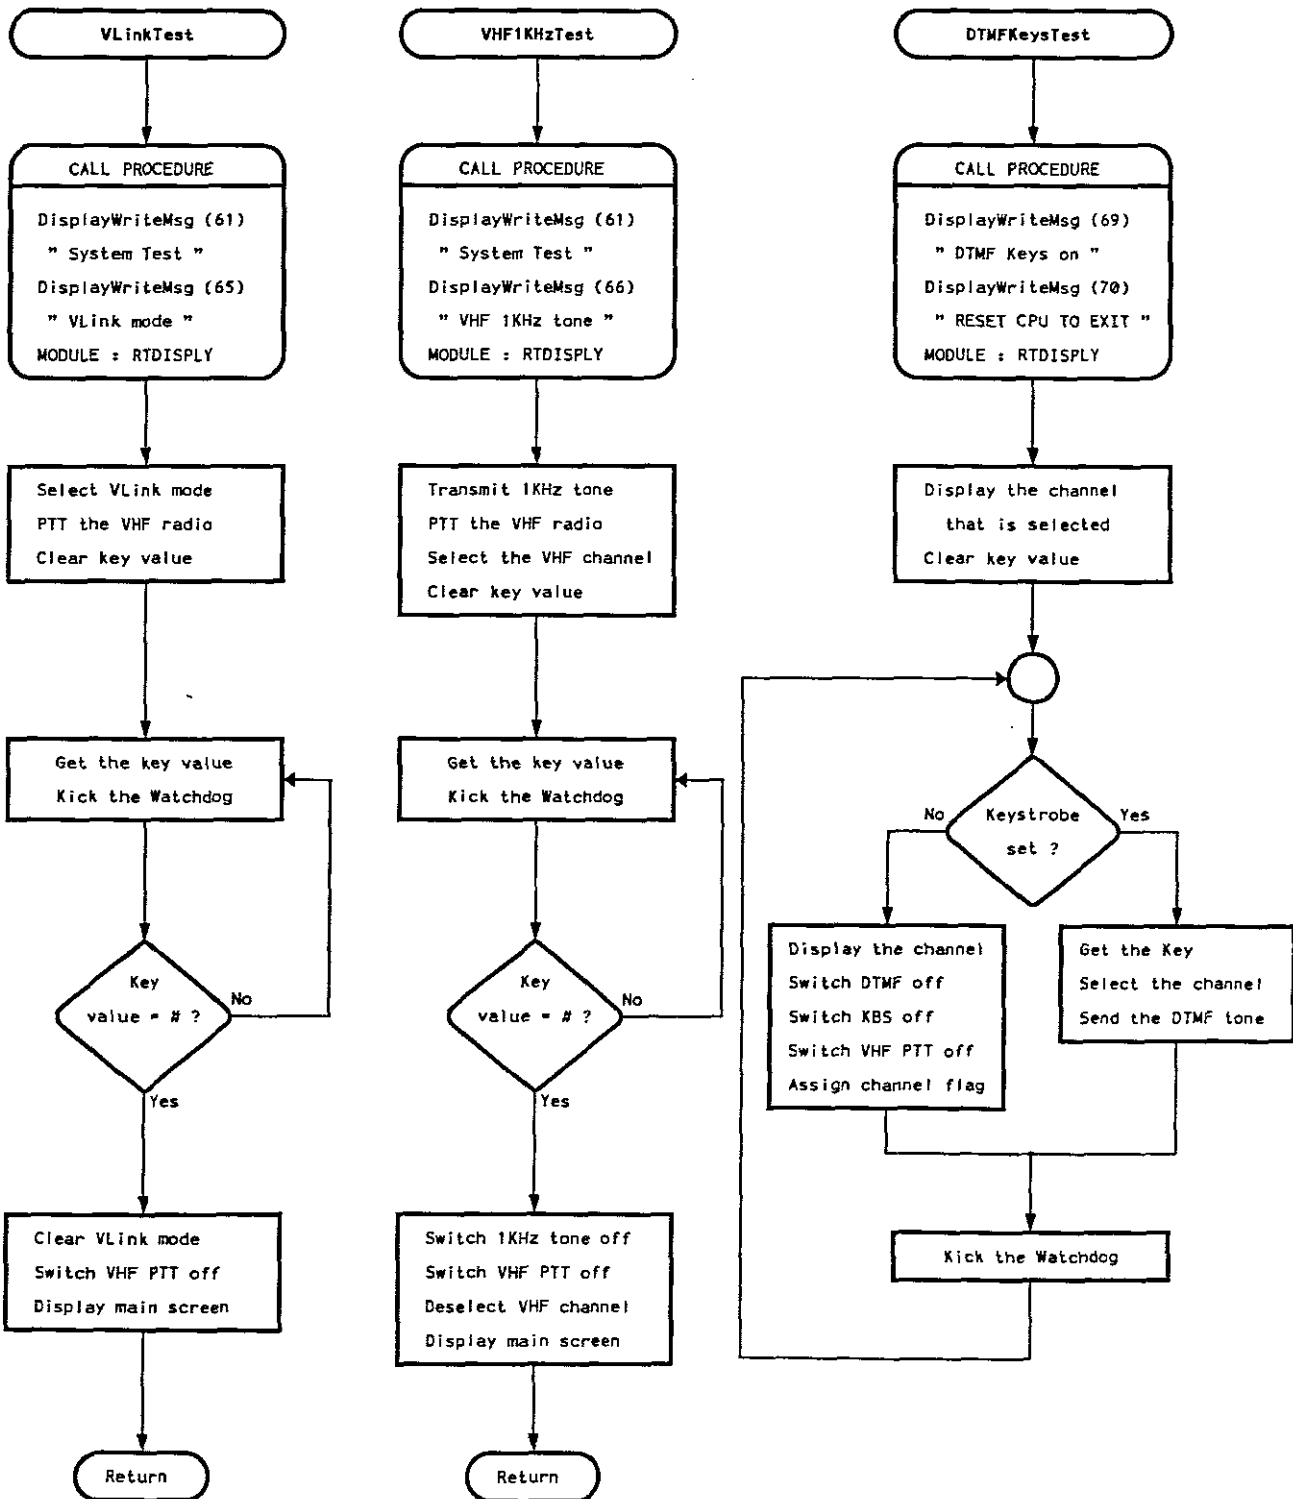 VLinkTest
CALL PROCEDURE
DisplayWriteMsg (61)
" System Test "
DisplayWriteMsg (65)
" VLink mode "
MODULE : RTDISPLY
Select VLink mode
PTT the VHF radio
Clear key value
Get the key value
Kick the Watchdog
Key
value = # ?
No
Yes
Clear VLink mode
Switch VHF PTT off
Display main screen
Return
VHF1KHzTest
CALL PROCEDURE
DisplayWriteMsg (61)
" System Test "
DisplayWriteMsg (66)
" VHF 1KHz tone "
MODULE : RTDISPLY
Transmit 1KHz tone
PTT the VHF radio
Select the VHF channel
Clear key value
Get the key value
Kick the Watchdog
Key
value = # ?
No
Yes
Switch 1KHz tone off
Switch VHF PTT off
Deselect VHF channel
Display main screen
Return
DTMFKeysTest
CALL PROCEDURE
DisplayWriteMsg (69)
" DTMF Keys on "
DisplayWriteMsg (70)
" RESET CPU TO EXIT "
MODULE : RTDISPLY
Display the channel
that is selected
Clear key value
Keystrobe
set ?
No
Yes
Display the channel
Switch DTMF off
Switch KBS off
Switch VHF PTT off
Assign channel flag
Get the Key
Select the channel
Send the DTMF tone
Kick the Watchdog